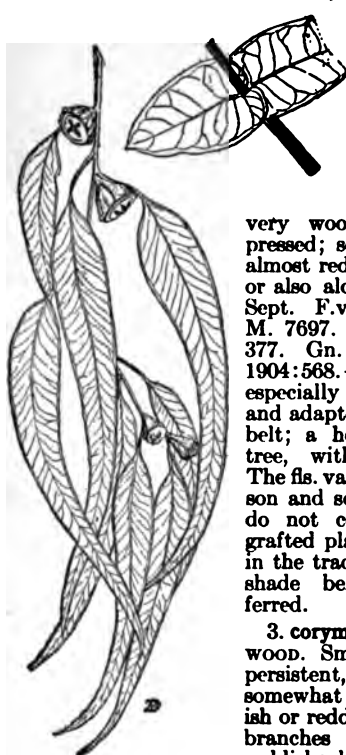 very woo
pressed; s
almost red
or also alo
Sept. F.v
M. 7697.
377. Gn.
1904:568.-
especially
and adapt
belt; a h
tree, with
The fls. va
son and s
do not c
grafted pla
in the trac
shade be
ferred.
3. corym
WOOD. Sm
persistent,
somewhat
ish or redd
branches